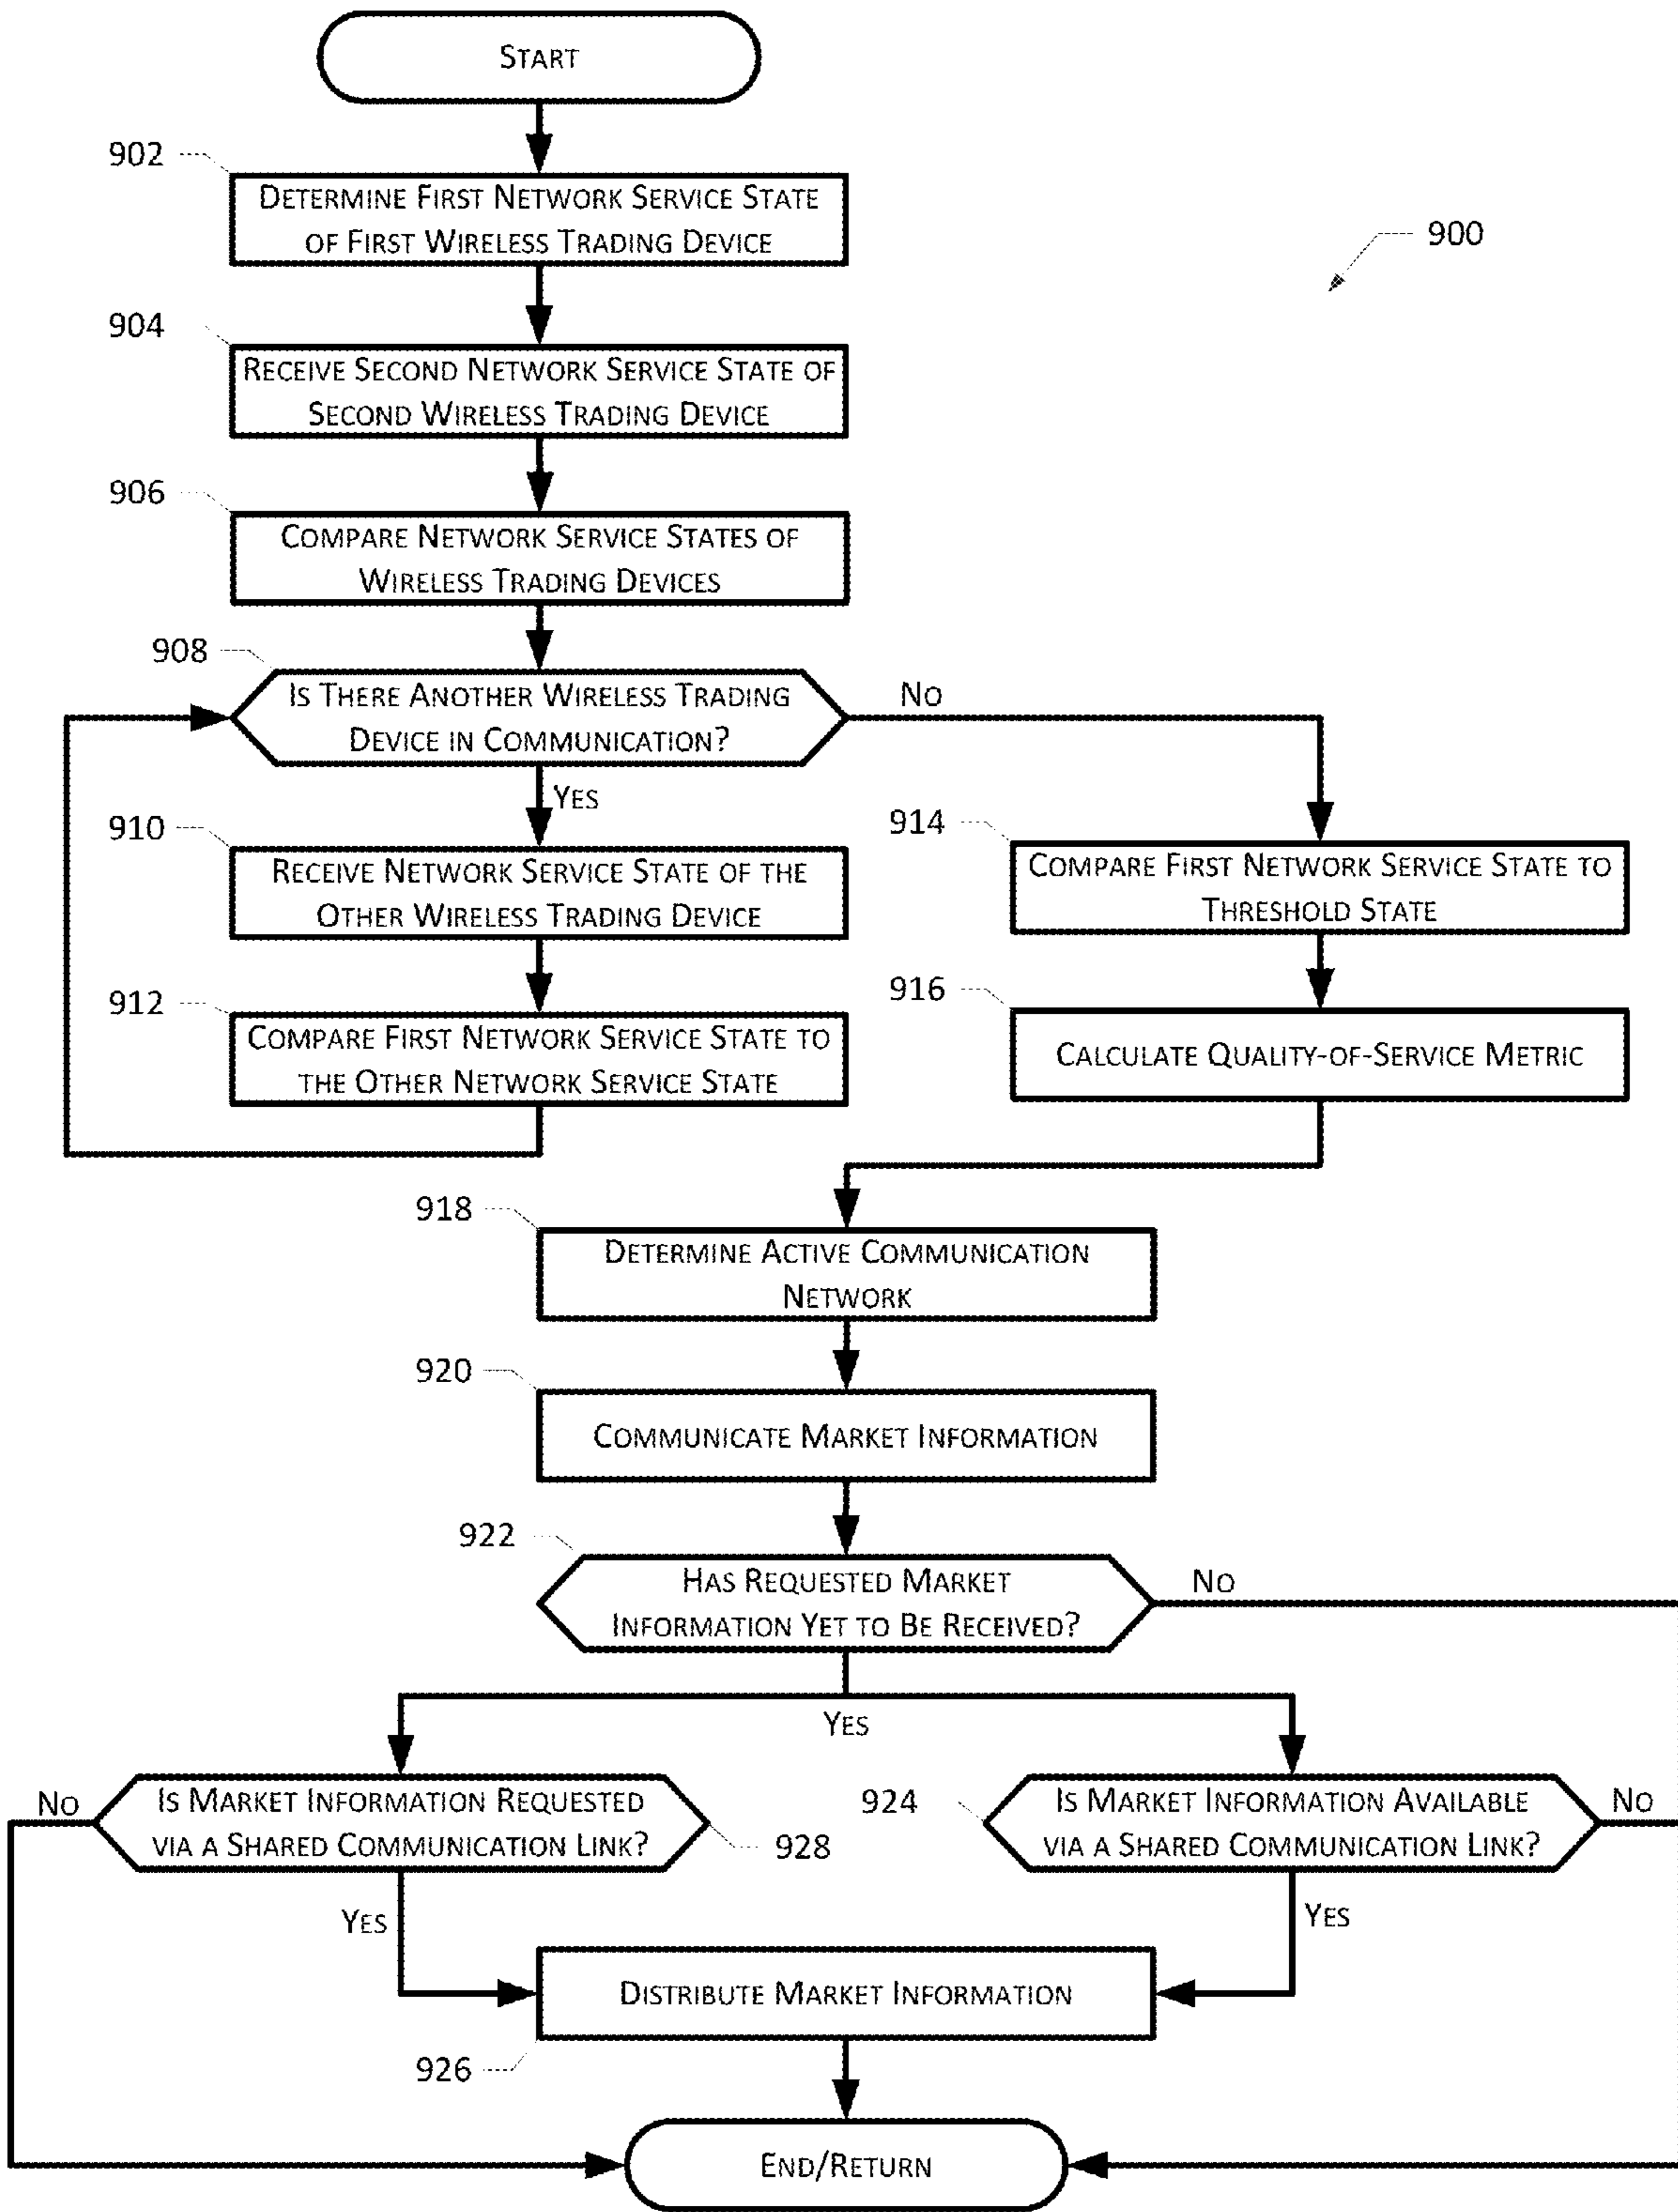 START
902
DETERMINE FIRST NETWORK SERVICE STATE
OF FIRST WIRELESS TRADING DEVICE
900
904
RECEIVE SECOND NETWORK SERVICE STATE OF
SECOND WIRELESS TRADING DEVICE
906
COMPARE NETWORK SERVICE STATES OF
WIRELESS TRADING DEVICES
908
IS THERE ANOTHER WIRELESS TRADING
DEVICE IN COMMUNICATION?
NO
YES
910
RECEIVE NETWORK SERVICE STATE OF THE
OTHER WIRELESS TRADING DEVICE
914
COMPARE FIRST NETWORK SERVICE STATE TO
THRESHOLD STATE
912
COMPARE FIRST NETWORK SERVICE STATE TO
THE OTHER NETWORK SERVICE STATE
916
CALCULATE QUALITY-OF-SERVICE METRIC
918
DETERMINE ACTIVE COMMUNICATION
NETWORK
920
COMMUNICATE MARKET INFORMATION
922
HAS REQUESTED MARKET
INFORMATION YET TO BE RECEIVED?
NO
YES
NO
IS MARKET INFORMATION REQUESTED
VIA A SHARED COMMUNICATION LINK?
928
924
IS MARKET INFORMATION AVAILABLE
VIA A SHARED COMMUNICATION LINK?
NO
YES
YES
DISTRIBUTE MARKET INFORMATION
926
END/RETURN